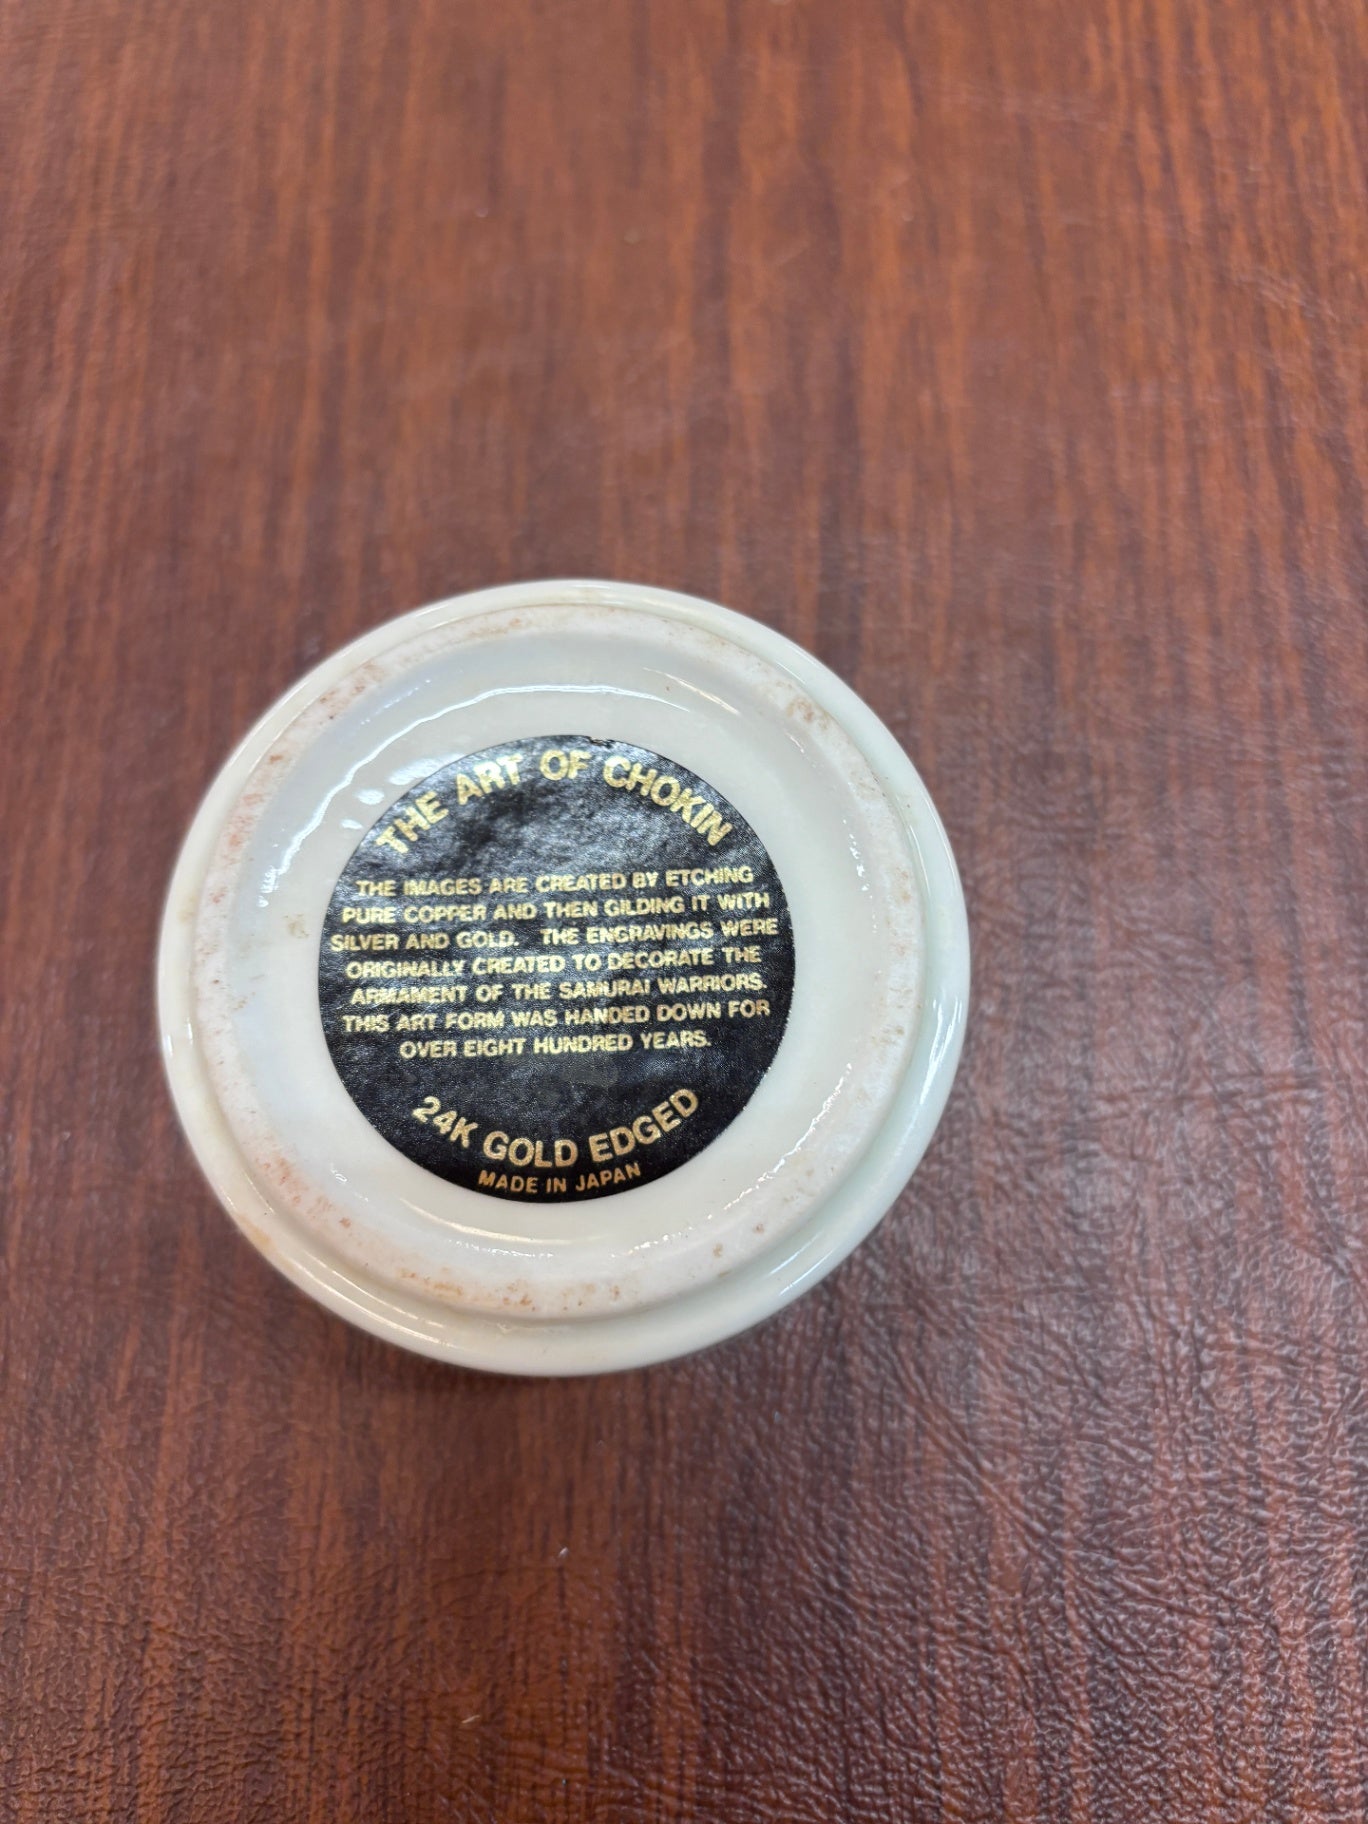 THE ART OF CHOKIN
THE IMAGES ARE CREATED BY ETCHING
PURE COPPER AND THEN GILDING IT WITH
SILVER AND GOLD. THE ENGRAVINGS WERE
ORIGINALLY CREATED TO DECORATE THE
ARMAMENT OF THE SAMURAI WARRIORS.
THIS ART FORM WAS HANDED DOWN FOR
OVER EIGHT HUNDRED YEARS.
24K GOLD EDGED
MADE IN JAPAN